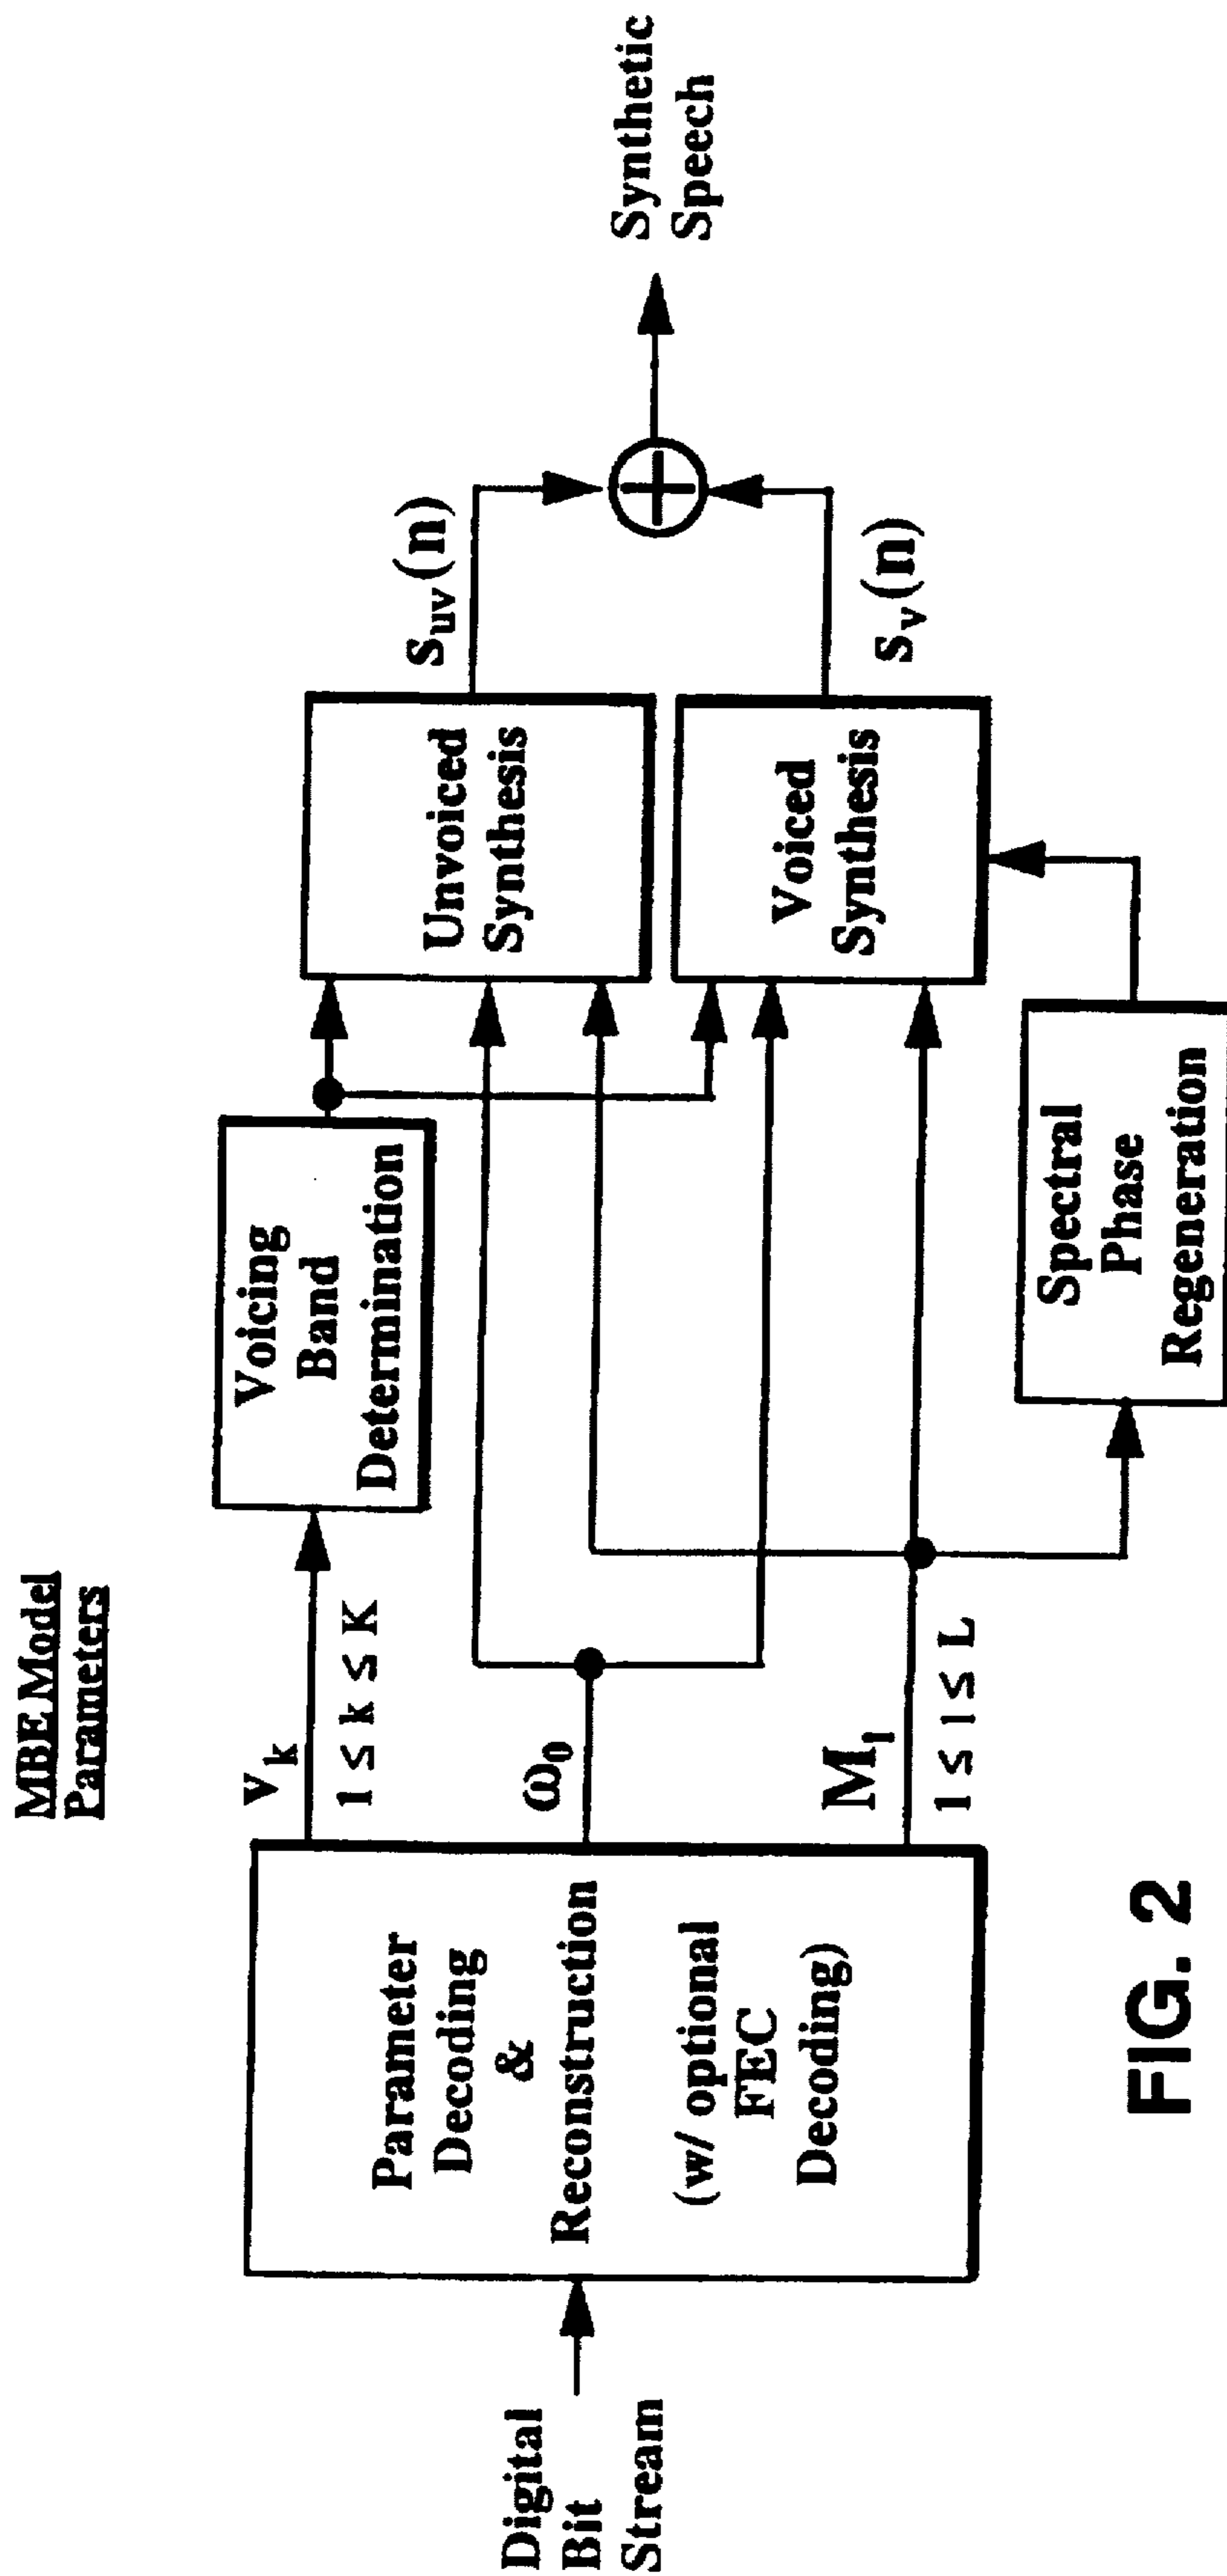 MBE Model
Parameters
Digital
Bit
Stream
Parameter
Decoding
&
Reconstruction
(w/ optional
FEC
Decoding)
v_k
1 ≤ k ≤ K
ω_0
M_l
1 ≤ l ≤ L
Voicing
Band
Determination
Spectral
Phase
Regeneration
Unvoiced
Synthesis
Voiced
Synthesis
s_uv(n)
s_v(n)
+
Synthetic
Speech
FIG. 2